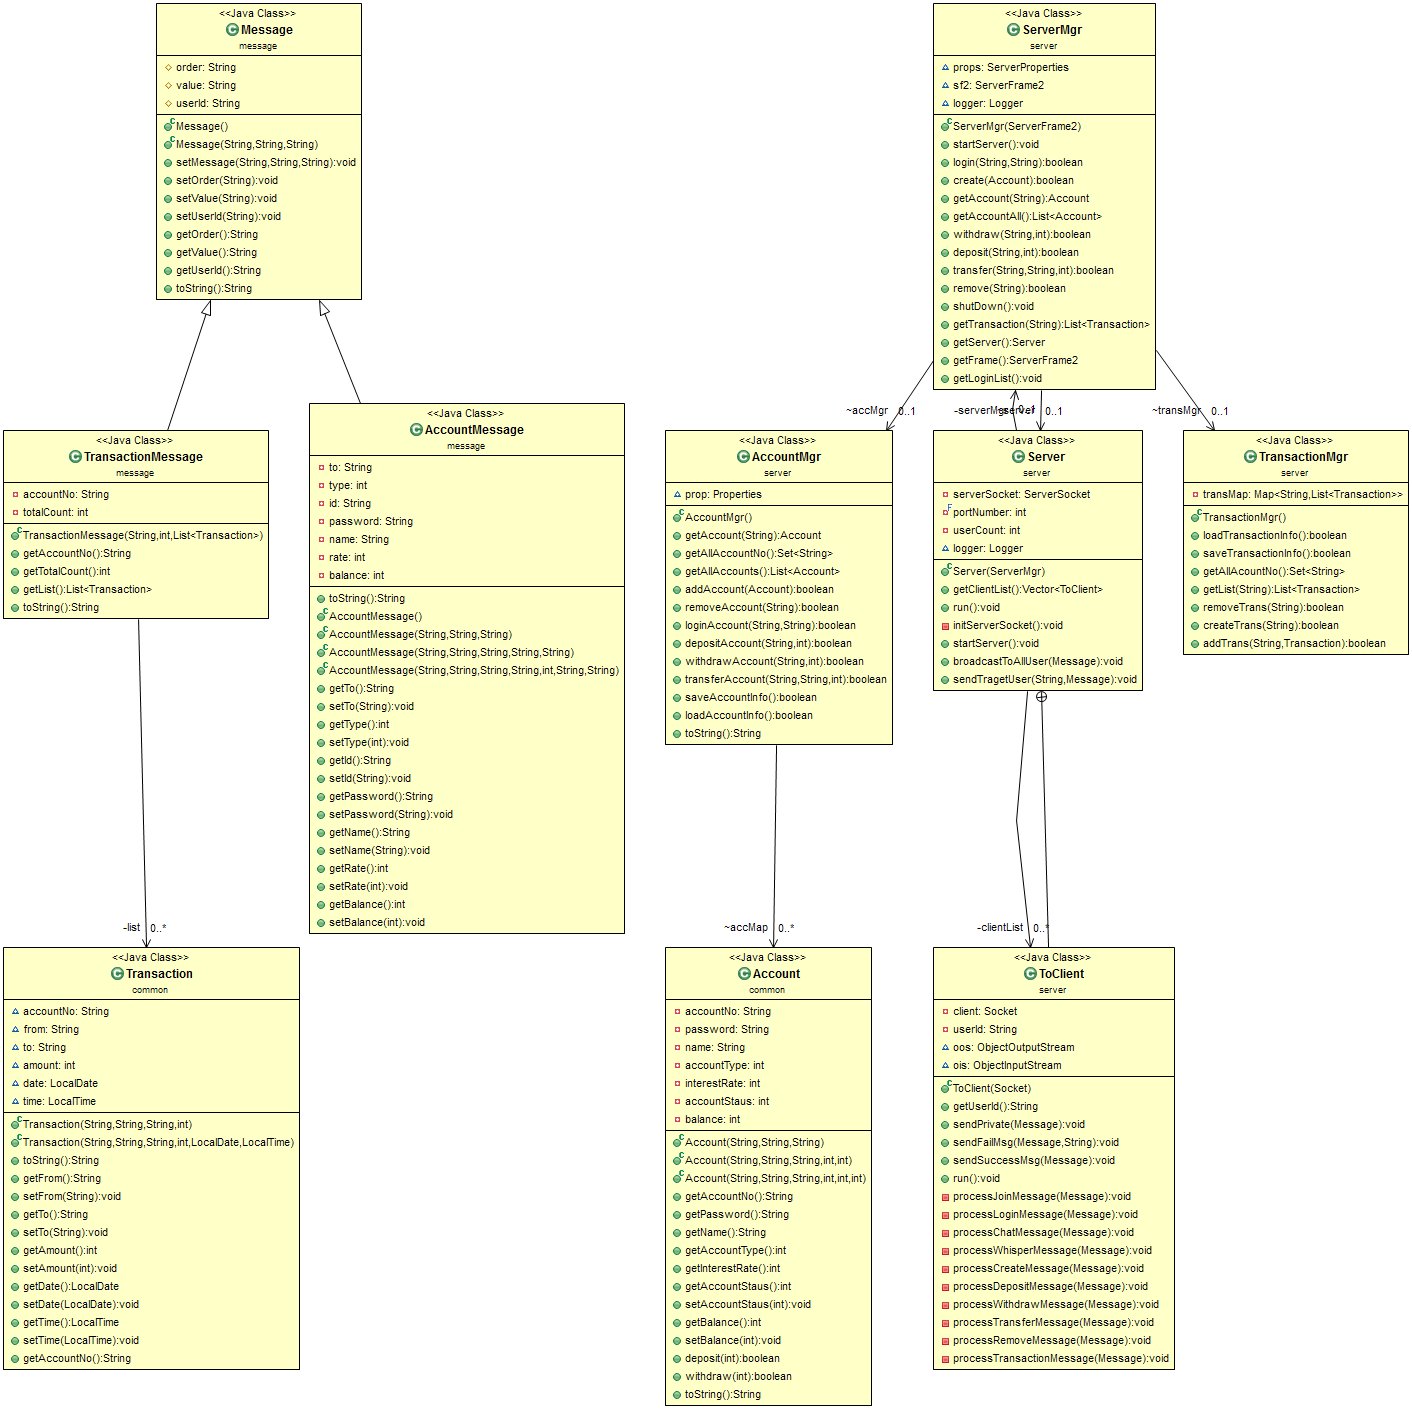 <<Java Class>>
Message
message
order: String
value: String
userId: String
Message()
Message(String,String,String)
setMessage(String,String,String):void
setOrder(String):void
setValue(String):void
setUserId(String):void
getOrder():String
getValue():String
getUserId():String
toString():String
<<Java Class>>
ServerMgr
server
props: ServerProperties
sf2: ServerFrame2
logger: Logger
ServerMgr(ServerFrame2)
startServer():void
login(String,String):boolean
create(Account):boolean
getAccount(String):Account
getAccountAll():List<Account>
withdraw(String,int):boolean
deposit(String,int):boolean
transfer(String,String,int):boolean
remove(String):boolean
shutDown():void
getTransaction(String):List<Transaction>
getServer():Server
getFrame():ServerFrame2
getLoginList():void
~accMgr 0..1
-serverMgr 0..1
~server 0..1
~transMgr 0..1
<<Java Class>>
TransactionMessage
message
accountNo: String
totalCount: int
TransactionMessage(String,int,List<Transaction>)
getAccountNo():String
getTotalCount():int
getList():List<Transaction>
toString():String
<<Java Class>>
AccountMessage
message
to: String
type: int
id: String
password: String
name: String
rate: int
balance: int
toString():String
AccountMessage()
AccountMessage(String,String,String)
AccountMessage(String,String,String,String,String)
AccountMessage(String,String,String,String,int,String,String)
getTo():String
setTo(String):void
getType():int
setType(int):void
getId():String
setId(String):void
getPassword():String
setPassword(String):void
getName():String
setName(String):void
getRate():int
setRate(int):void
getBalance():int
setBalance(int):void
<<Java Class>>
AccountMgr
server
prop: Properties
AccountMgr()
getAccount(String):Account
getAllAccountNo():Set<String>
getAllAccounts():List<Account>
addAccount(Account):boolean
removeAccount(String):boolean
loginAccount(String,String):boolean
depositAccount(String,int):boolean
withdrawAccount(String,int):boolean
transferAccount(String,String,int):boolean
saveAccountInfo():boolean
loadAccountInfo():boolean
toString():String
<<Java Class>>
Server
server
serverSocket: ServerSocket
portNumber: int
userCount: int
logger: Logger
Server(ServerMgr)
getClientList():Vector<ToClient>
run():void
initServerSocket():void
startServer():void
broadcastToAllUser(Message):void
sendTragetUser(String,Message):void
<<Java Class>>
TransactionMgr
server
transMap: Map<String,List<Transaction>>
TransactionMgr()
loadTransactionInfo():boolean
saveTransactionInfo():boolean
getAllAcountNo():Set<String>
getList(String):List<Transaction>
removeTrans(String):boolean
createTrans(String):boolean
addTrans(String,Transaction):boolean
-list 0..*
~accMap 0..*
-clientList 0..*
<<Java Class>>
Transaction
common
accountNo: String
from: String
to: String
amount: int
date: LocalDate
time: LocalTime
Transaction(String,String,String,int)
Transaction(String,String,String,int,LocalDate,LocalTime)
toString():String
getFrom():String
setFrom(String):void
getTo():String
setTo(String):void
getAmount():int
setAmount(int):void
getDate():LocalDate
setDate(LocalDate):void
getTime():LocalTime
setTime(LocalTime):void
getAccountNo():String
<<Java Class>>
Account
common
accountNo: String
password: String
name: String
accountType: int
interestRate: int
accountStaus: int
balance: int
Account(String,String,String)
Account(String,String,String,int,int)
Account(String,String,String,int,int,int)
getAccountNo():String
getPassword():String
getName():String
getAccountType():int
getInterestRate():int
getAccountStaus():int
setAccountStaus(int):void
getBalance():int
setBalance(int):void
deposit(int):boolean
withdraw(int):boolean
toString():String
<<Java Class>>
ToClient
server
client: Socket
userId: String
oos: ObjectOutputStream
ois: ObjectInputStream
ToClient(Socket)
getUserId():String
sendPrivate(Message):void
sendFailMsg(Message,String):void
sendSuccessMsg(Message):void
run():void
processJoinMessage(Message):void
processLoginMessage(Message):void
processChatMessage(Message):void
processWhisperMessage(Message):void
processCreateMessage(Message):void
processDepositMessage(Message):void
processWithdrawMessage(Message):void
processTransferMessage(Message):void
processRemoveMessage(Message):void
processTransactionMessage(Message):void